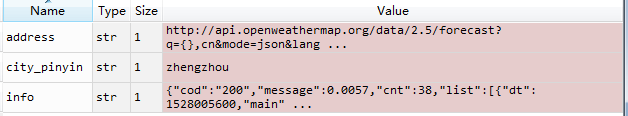 Name Type Size Value
address str 1 http://api.openweathermap.org/data/2.5/forecast?
q={},cn&mode=json&lang ...
city_pinyin str 1 zhengzhou
info str 1 {"cod":"200","message":0.0057,"cnt":38,"list":[{"dt":
1528005600,"main" ...